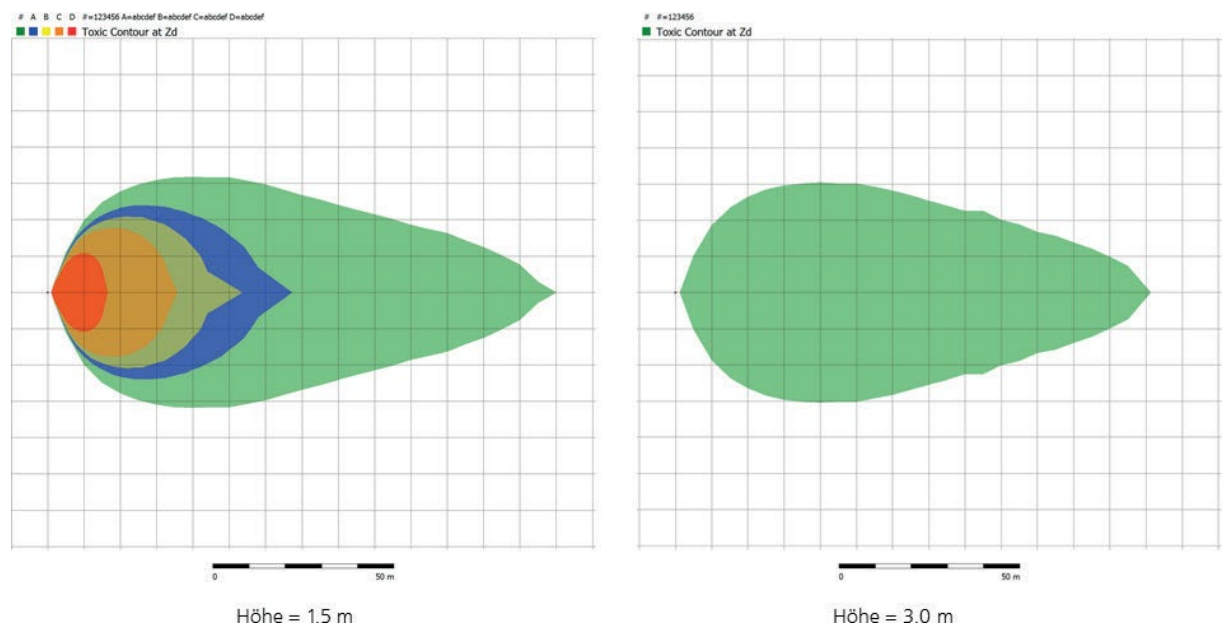 # A B C D #=123456 A=abcdef B=abcdef C=abcdef D=abcdef
Toxic Contour at Zd
0 50 m
Höhe = 1.5 m
# #=123456
Toxic Contour at Zd
0 50 m
Höhe = 3.0 m